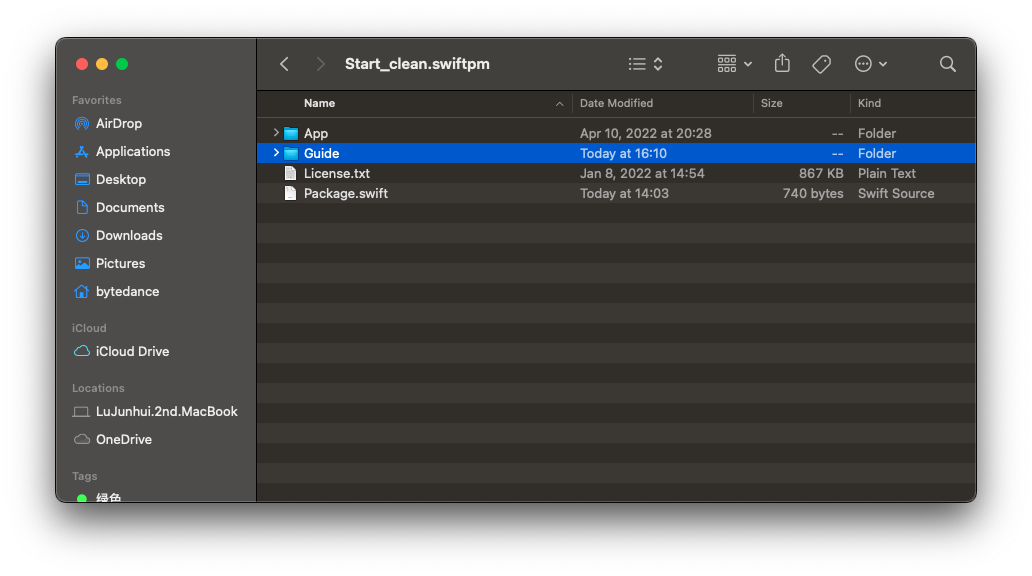 Start_clean.swiftpm
Favorites
AirDrop
Applications
Desktop
Documents
Downloads
Pictures
bytedance
iCloud
iCloud Drive
Locations
LuJunhui.2nd.MacBook
OneDrive
Tags
绿色
Name Date Modified Size Kind
App Apr 10, 2022 at 20:28 -- Folder
Guide Today at 16:10 -- Folder
License.txt Jan 8, 2022 at 14:54 867 KB Plain Text
Package.swift Today at 14:03 740 bytes Swift Source